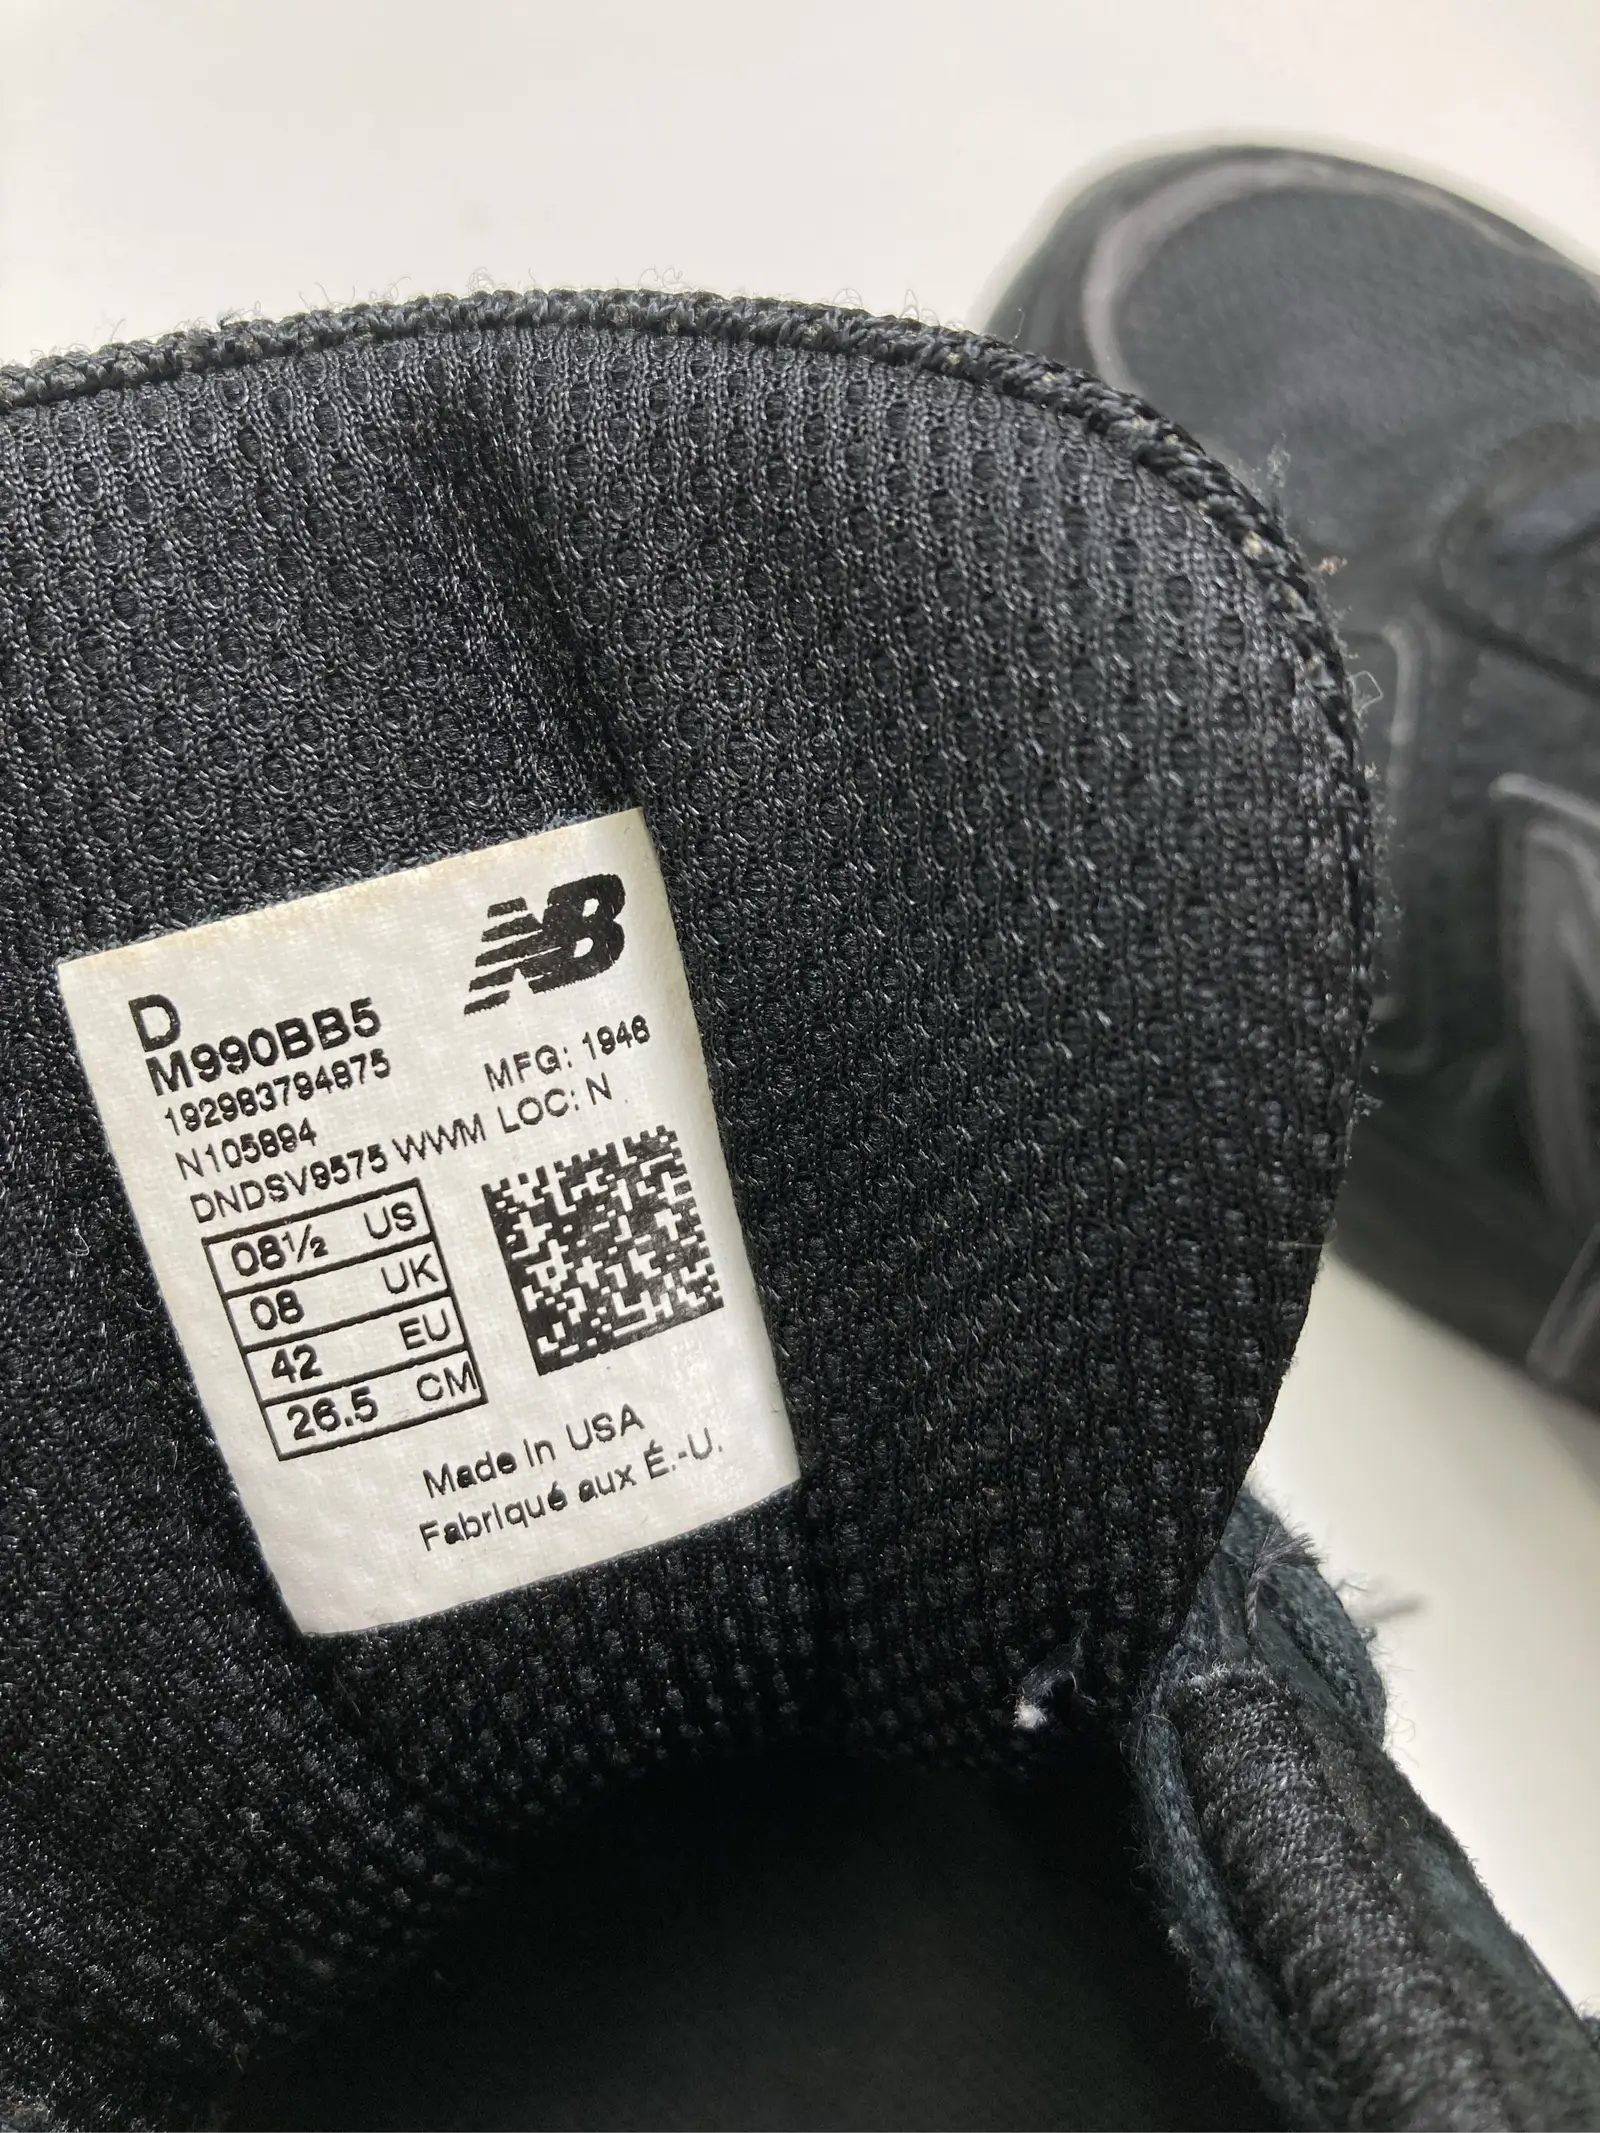 NB
D
M990BB5
192983794875 MFG: 1946
N105894
DNDSV9575 WWM LOC: N
08½ US
08 UK
42 EU
26.5 CM
Made in USA
Fabriqué aux É.-U.
N